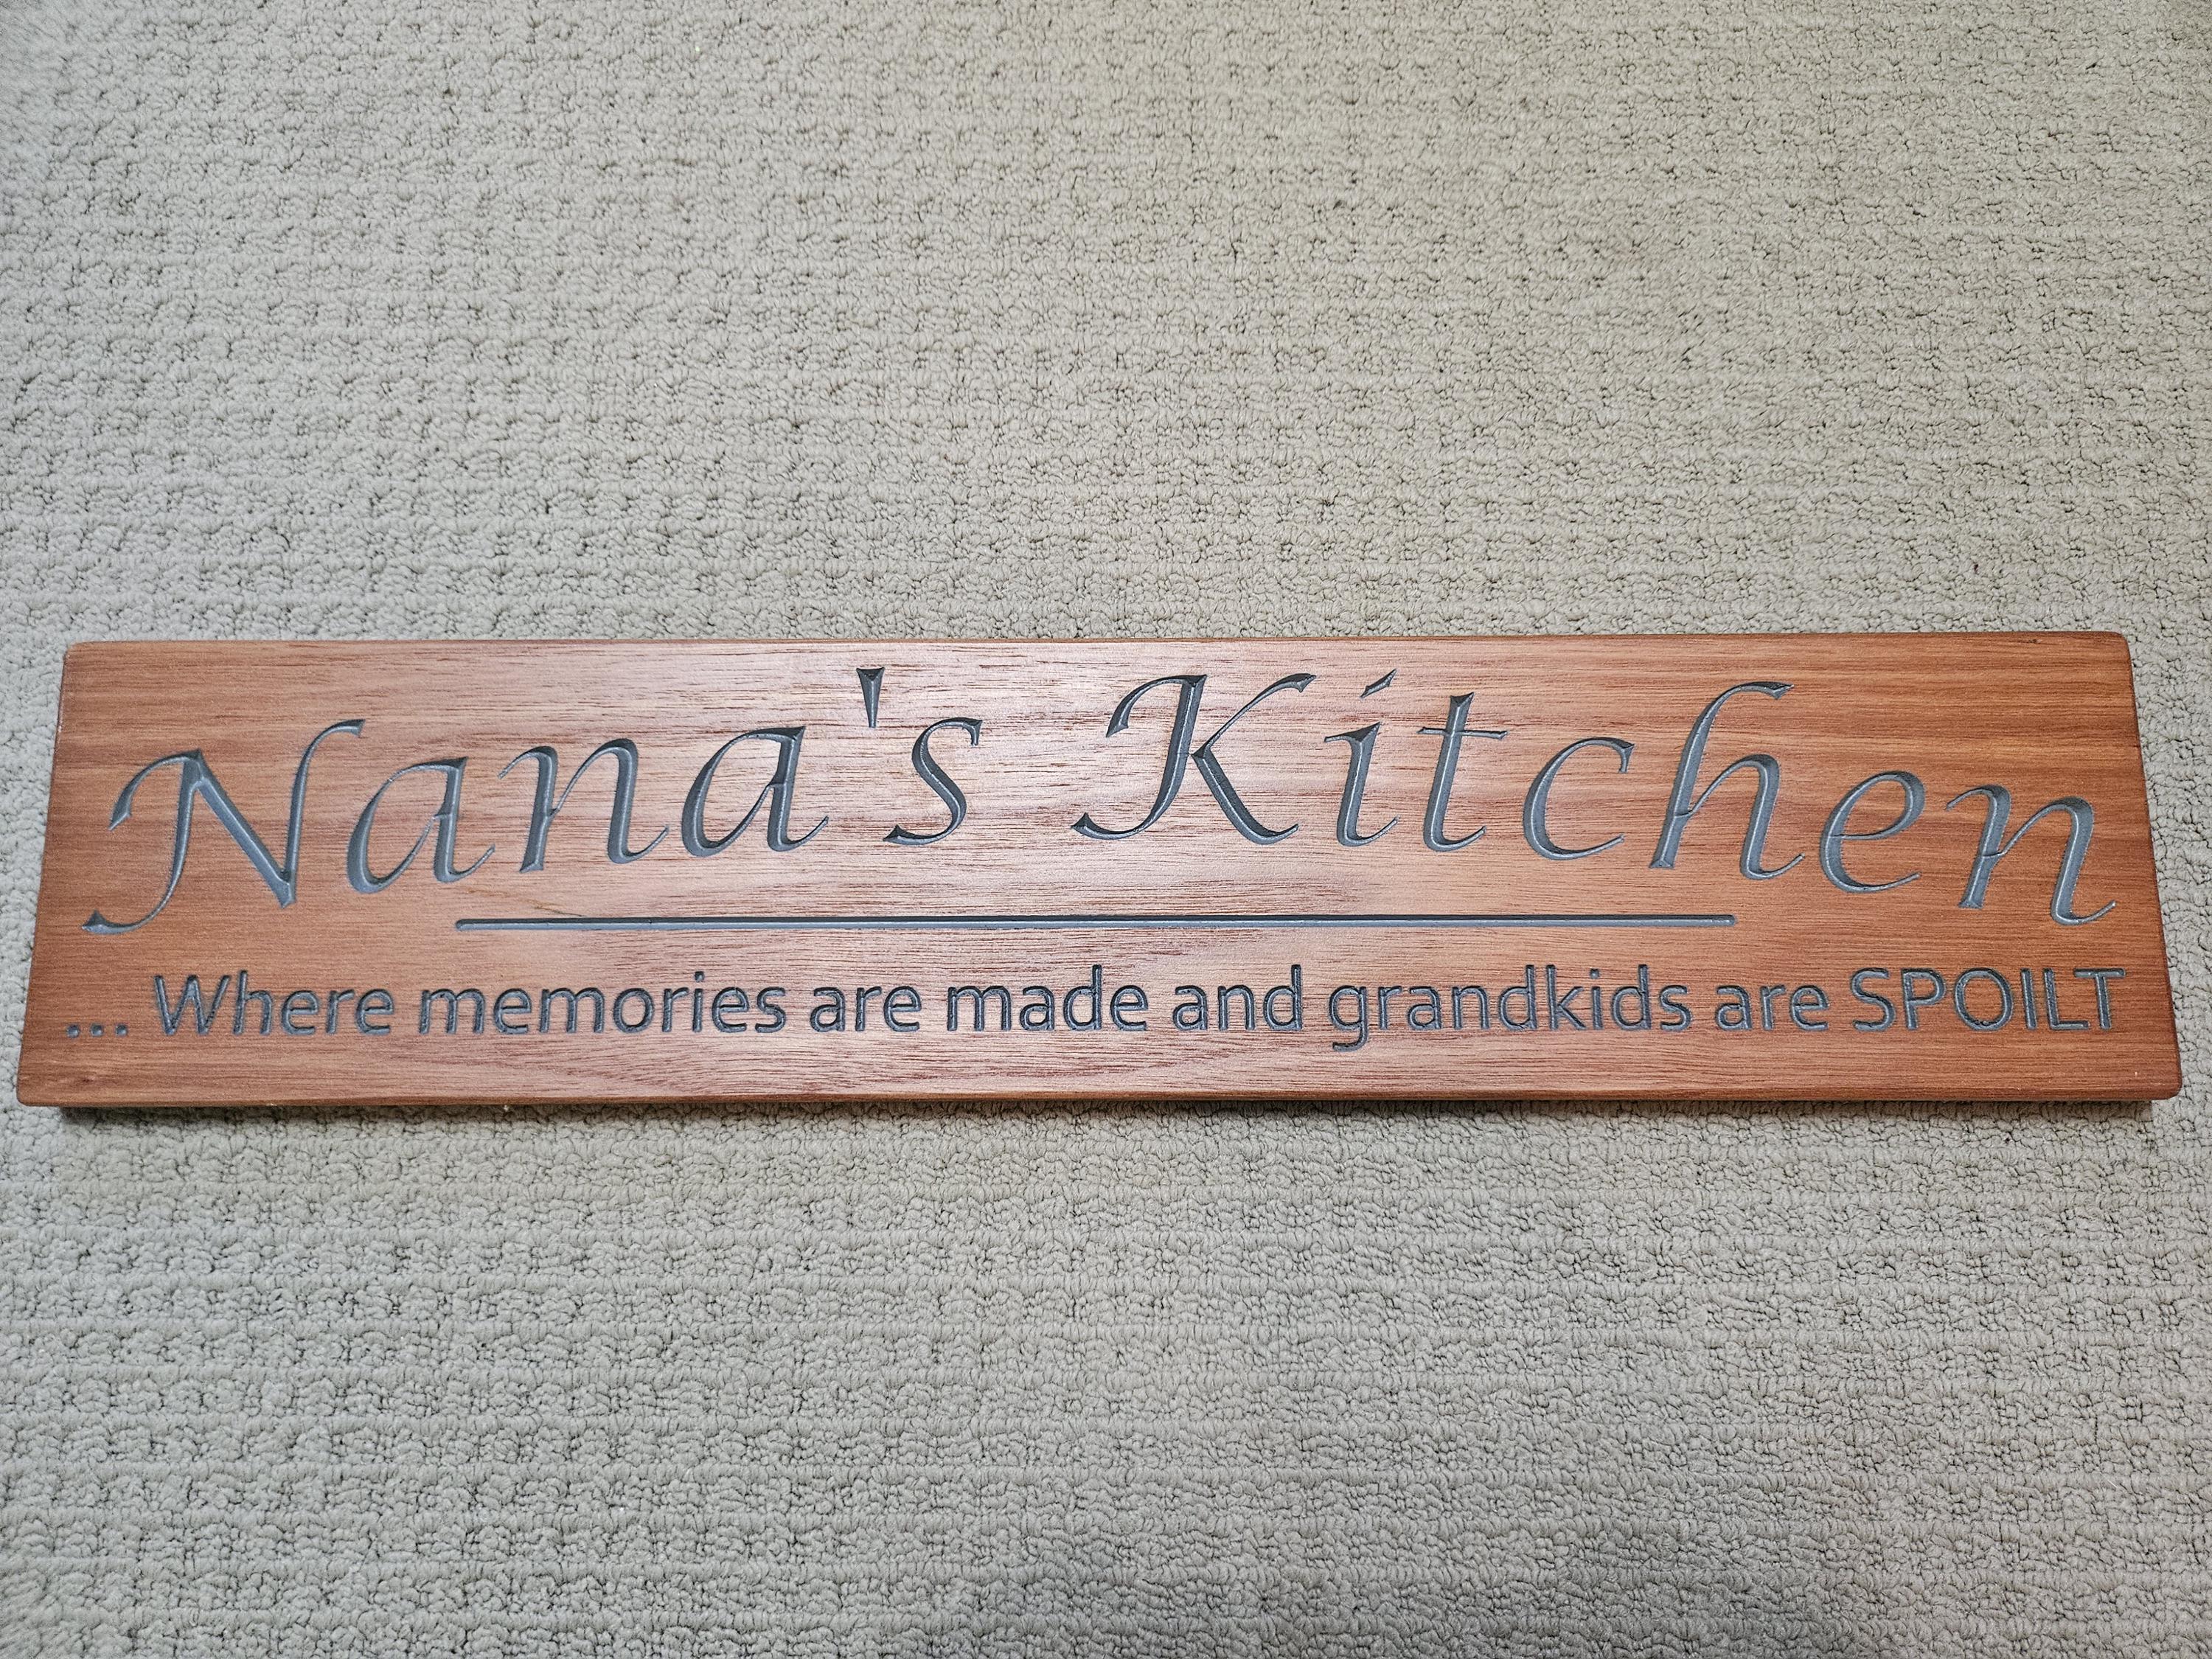 Nana's Kitchen
... Where memories are made and grandkids are SPOILT